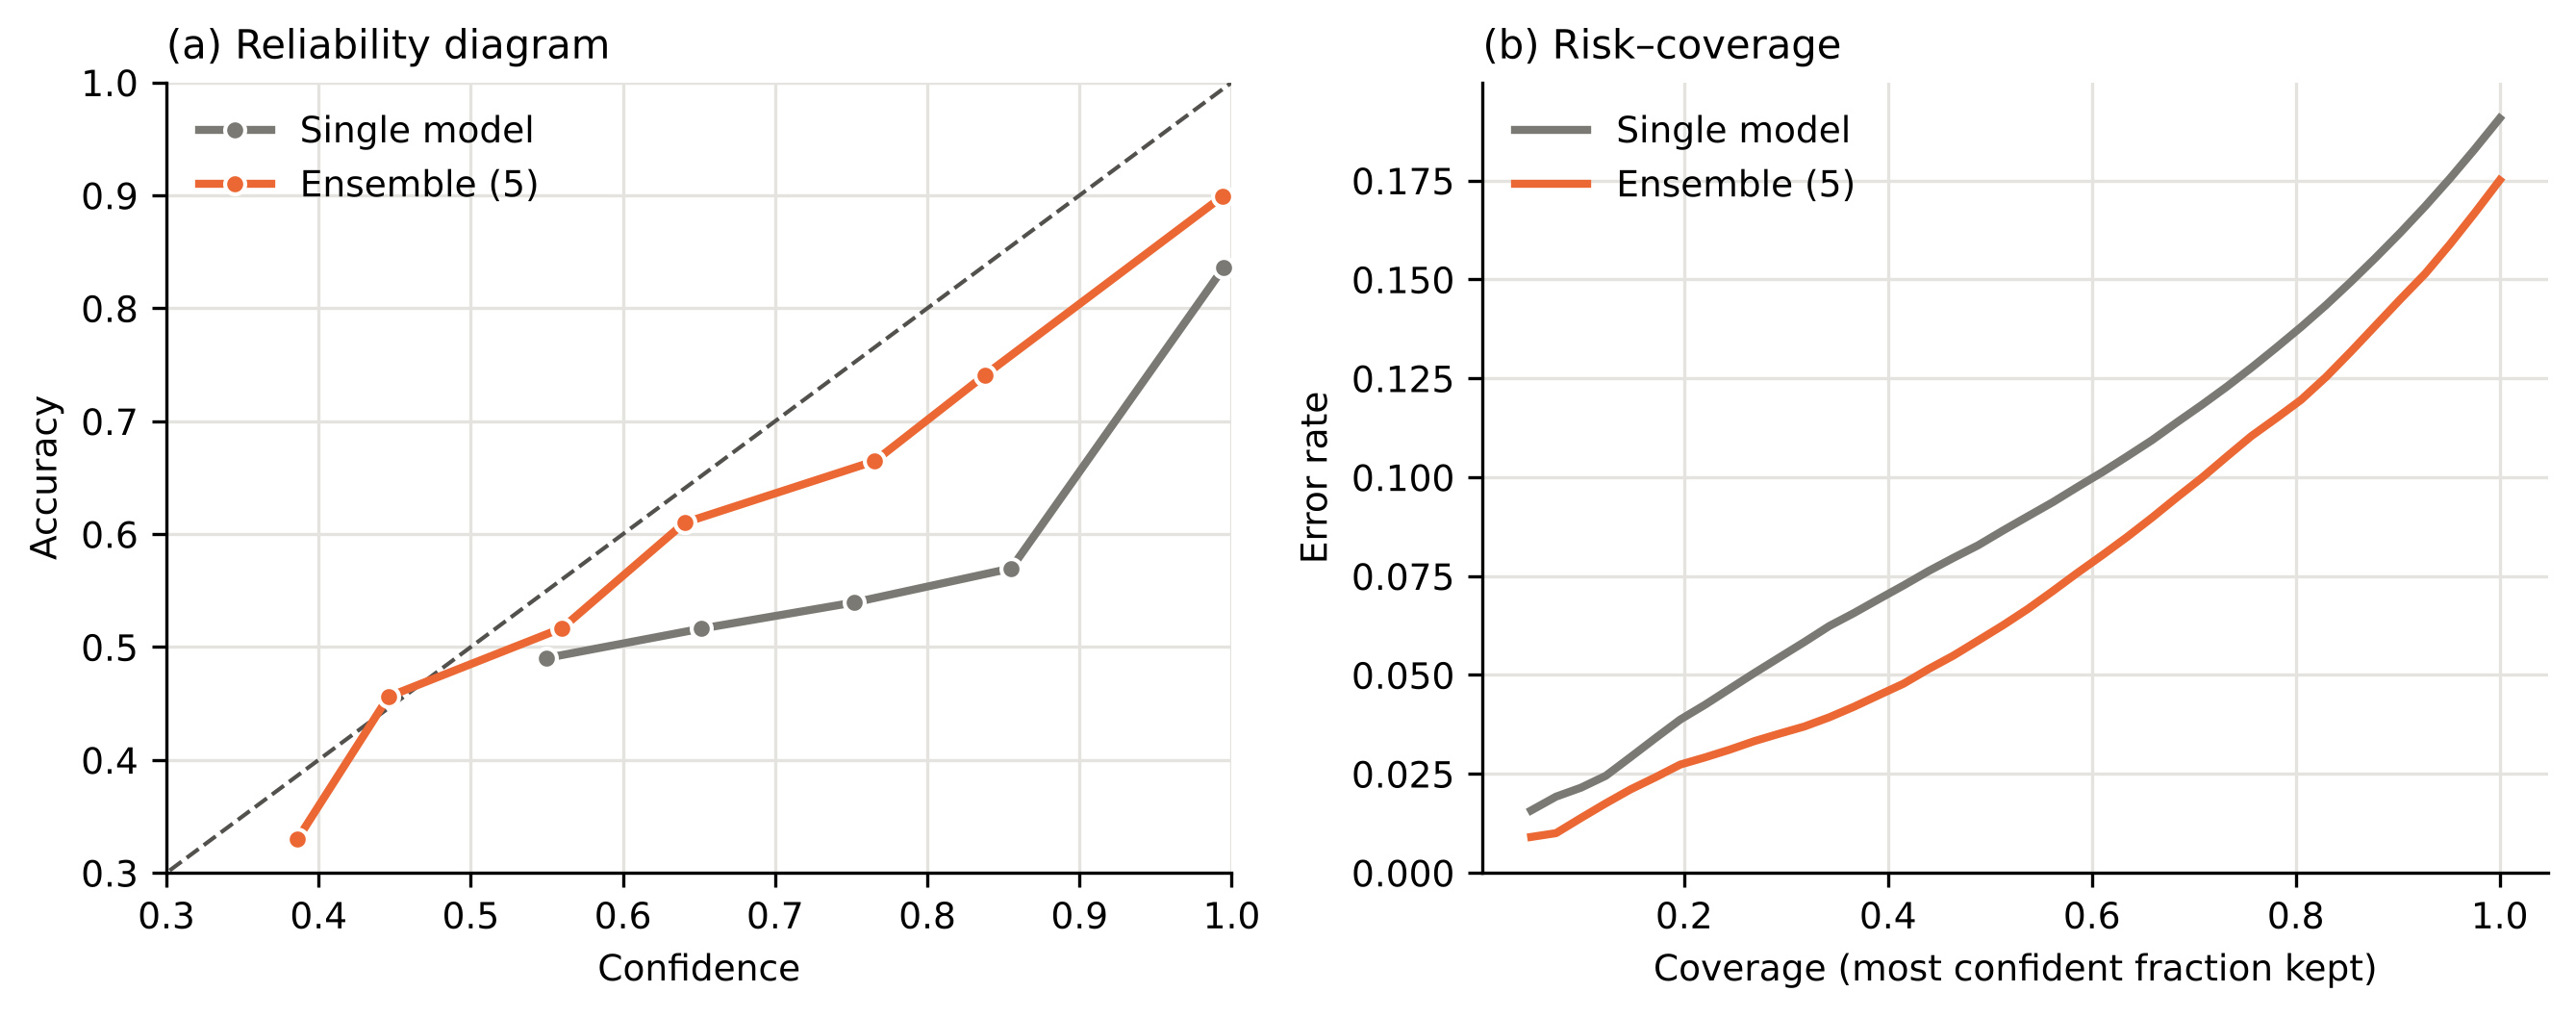 (a) Reliability diagram
Single model
Ensemble (5)
Accuracy
1.0
0.9
0.8
0.7
0.6
0.5
0.4
0.3
0.3 0.4 0.5 0.6 0.7 0.8 0.9 1.0
Confidence
(b) Risk–coverage
Single model
Ensemble (5)
Error rate
0.175
0.150
0.125
0.100
0.075
0.050
0.025
0.000
0.2 0.4 0.6 0.8 1.0
Coverage (most confident fraction kept)